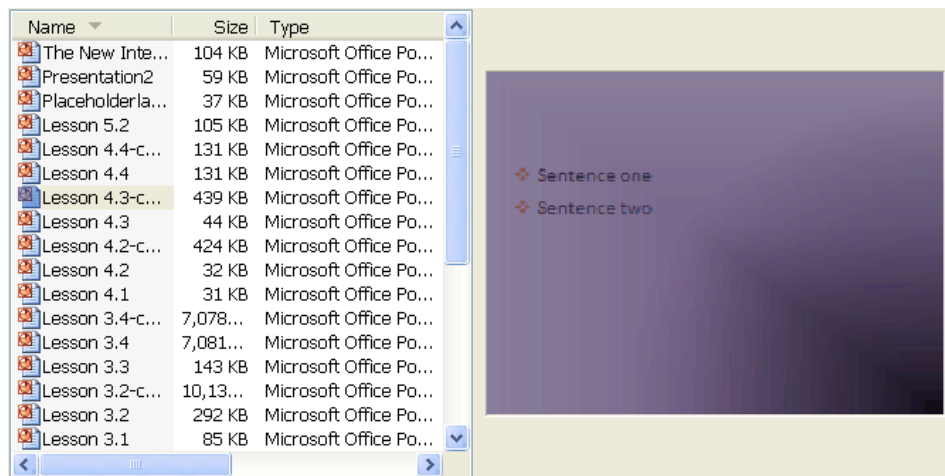 Name Size Type
The New Inte... 104 KB Microsoft Office Po...
Presentation2 59 KB Microsoft Office Po...
Placeholderla... 37 KB Microsoft Office Po...
Lesson 5.2 105 KB Microsoft Office Po...
Lesson 4.4-c... 131 KB Microsoft Office Po...
Lesson 4.4 131 KB Microsoft Office Po...
Lesson 4.3-c... 439 KB Microsoft Office Po...
Lesson 4.3 44 KB Microsoft Office Po...
Lesson 4.2-c... 424 KB Microsoft Office Po...
Lesson 4.2 32 KB Microsoft Office Po...
Lesson 4.1 31 KB Microsoft Office Po...
Lesson 3.4-c... 7,078... Microsoft Office Po...
Lesson 3.4 7,081... Microsoft Office Po...
Lesson 3.3 143 KB Microsoft Office Po...
Lesson 3.2-c... 10,13... Microsoft Office Po...
Lesson 3.2 292 KB Microsoft Office Po...
Lesson 3.1 85 KB Microsoft Office Po...
Sentence one
Sentence two